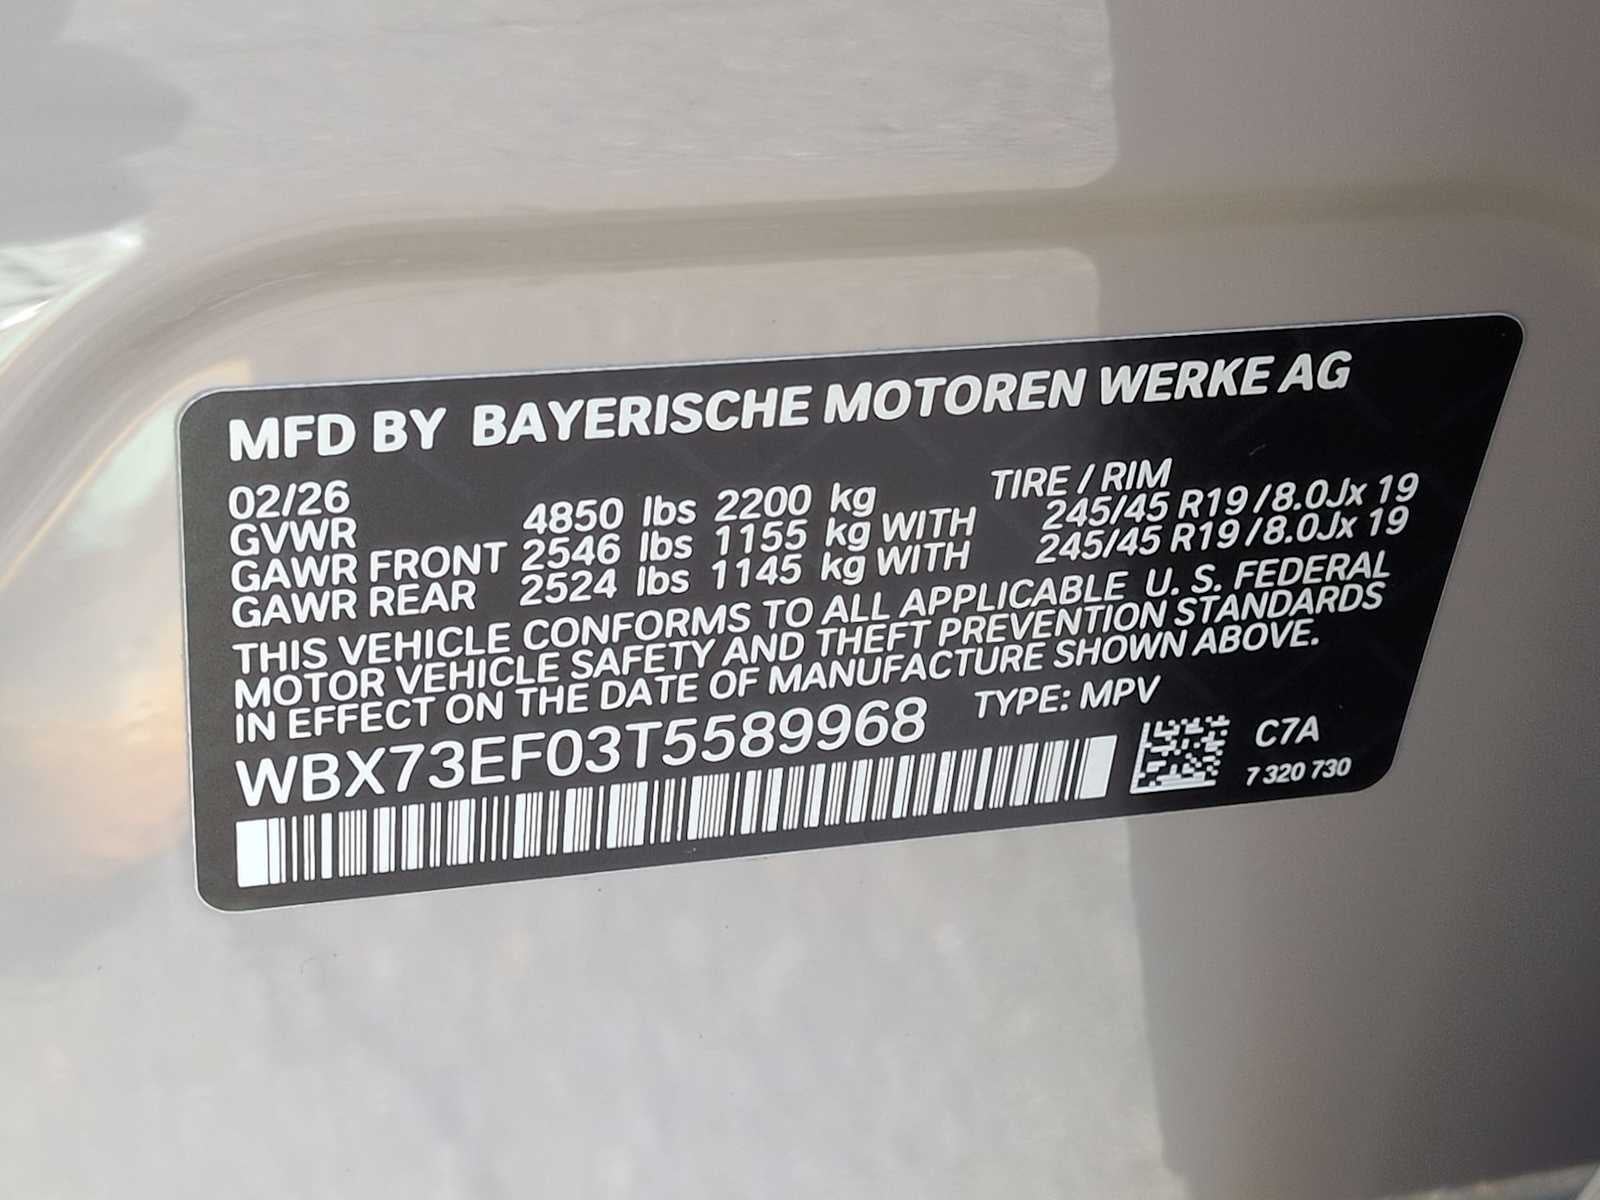 MFD BY BAYERISCHE MOTOREN WERKE AG
02/26
GVWR 4850 lbs 2200 kg TIRE / RIM
GAWR FRONT 2546 lbs 1155 kg WITH 245/45 R19 /8.0Jx 19
GAWR REAR 2524 lbs 1145 kg WITH 245/45 R19 /8.0Jx 19
THIS VEHICLE CONFORMS TO ALL APPLICABLE U. S. FEDERAL
MOTOR VEHICLE SAFETY AND THEFT PREVENTION STANDARDS
IN EFFECT ON THE DATE OF MANUFACTURE SHOWN ABOVE.
WBX73EF03T5589968 TYPE: MPV
C7A
7 320 730